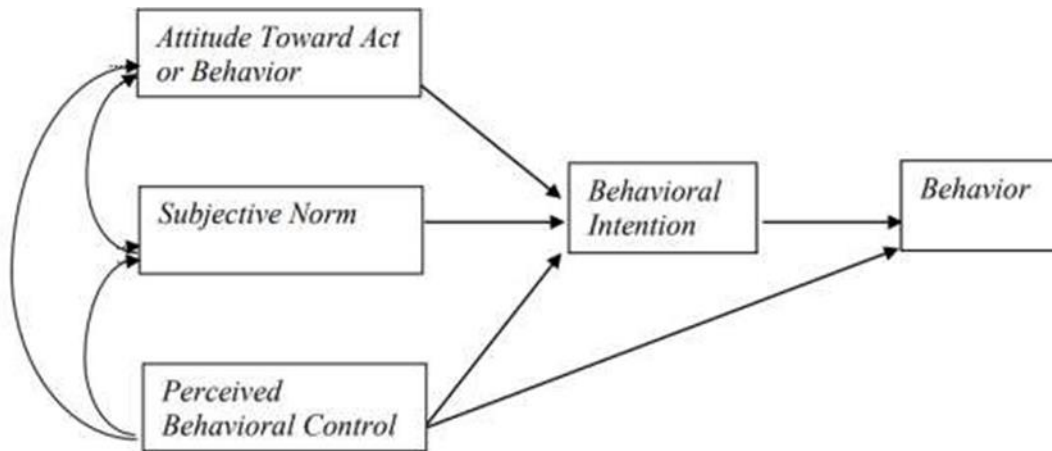 Attitude Toward Act
or Behavior
Subjective Norm
Perceived
Behavioral Control
Behavioral
Intention
Behavior